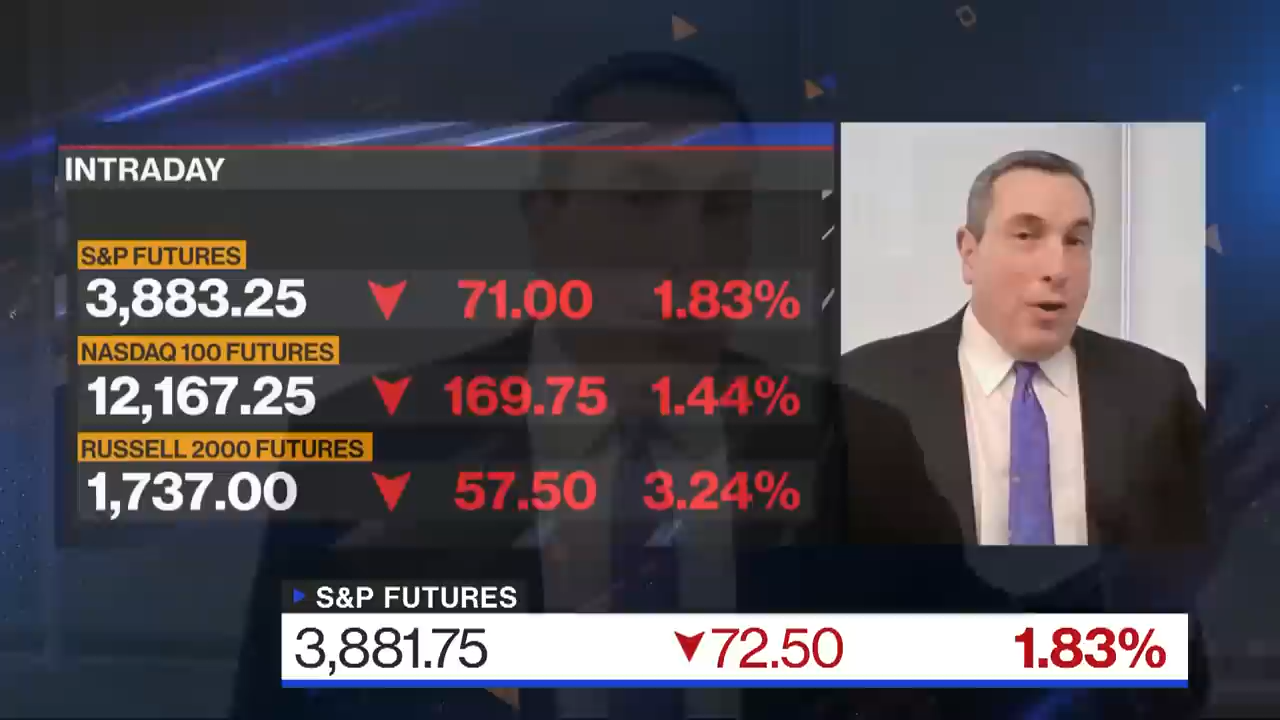 INTRADAY
S&P FUTURES
3,883.25 71.00 1.83%
NASDAQ 100 FUTURES
12,167.25 169.75 1.44%
RUSSELL 2000 FUTURES
1,737.00 57.50 3.24%
S&P FUTURES
3,881.75 72.50 1.83%